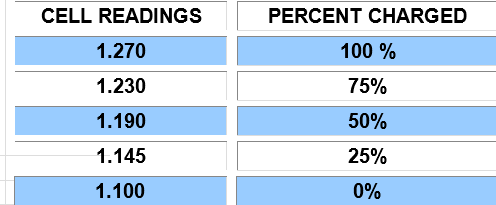 CELL READINGS PERCENT CHARGED
1.270 100 %
1.230 75%
1.190 50%
1.145 25%
1.100 0%